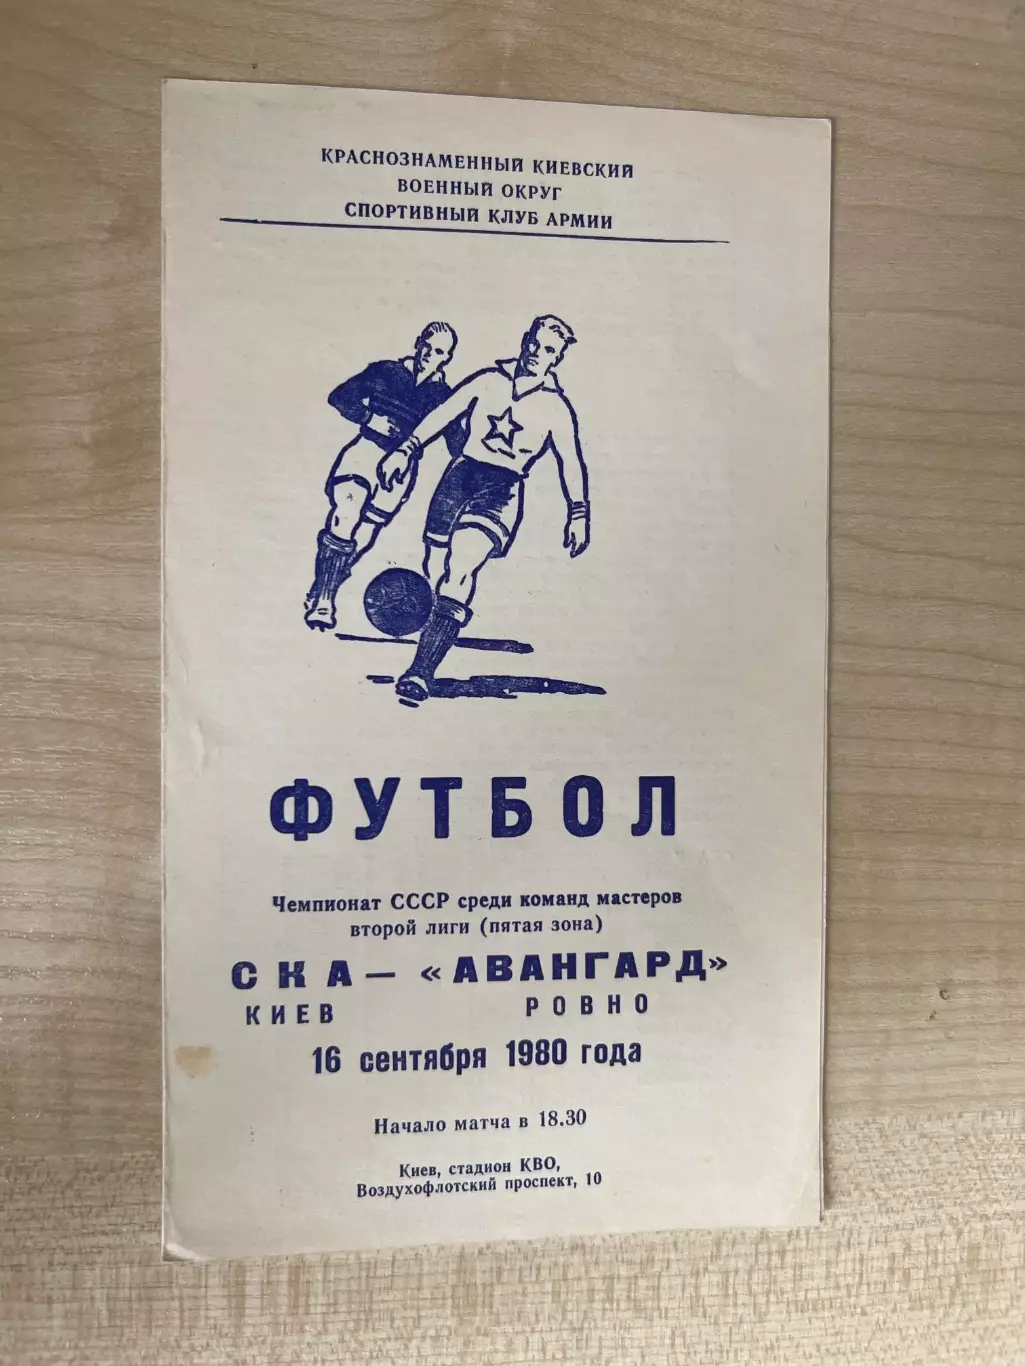 КРАСНОЗНАМЕННЫЙ КИЕВСКИЙ
ВОЕННЫЙ ОКРУГ
СПОРТИВНЫЙ КЛУБ АРМИИ
ФУТБОЛ
Чемпионат СССР среди команд мастеров
второй лиги (пятая зона)
СКА — «АВАНГАРД»
КИЕВ РОВНО
16 сентября 1980 года
Начало матча в 18.30
Киев, стадион КВО,
Воздухофлотский проспект, 10